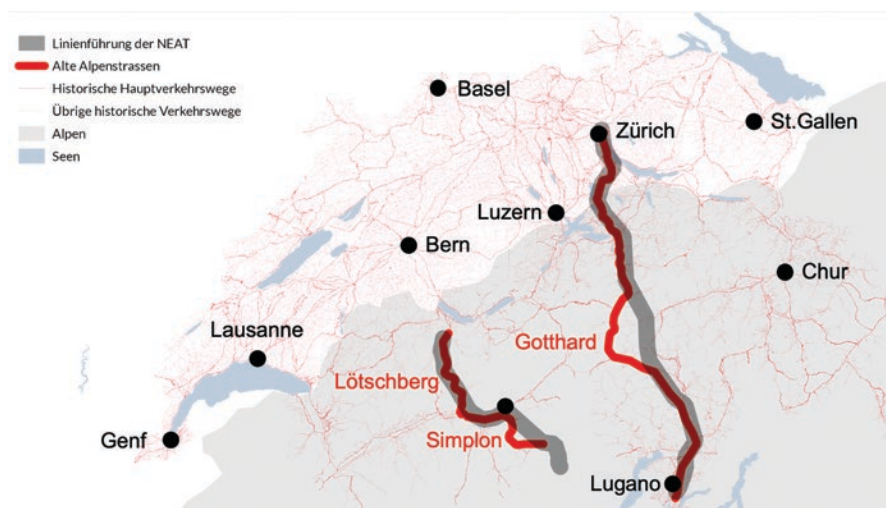 Linienführung der NEAT
Alte Alpenstrassen
Historische Hauptverkehrswege
Übrige historische Verkehrswege
Alpen
Seen
Basel
Zürich
St.Gallen
Luzern
Bern
Chur
Lausanne
Gotthard
Lötschberg
Simplon
Genf
Lugano